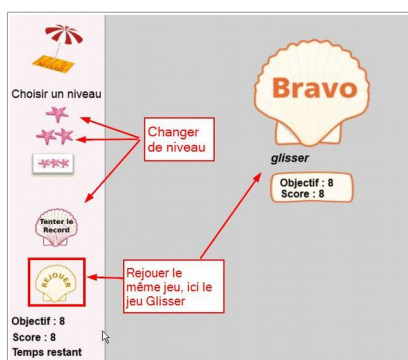 Choisir un niveau
Tenter le
Record
REJOUER
Objectif : 8
Score : 8
Temps restant
Changer
de niveau
Rejouer le
même jeu, ici le
jeu Glisser
Bravo
glisser
Objectif : 8
Score : 8